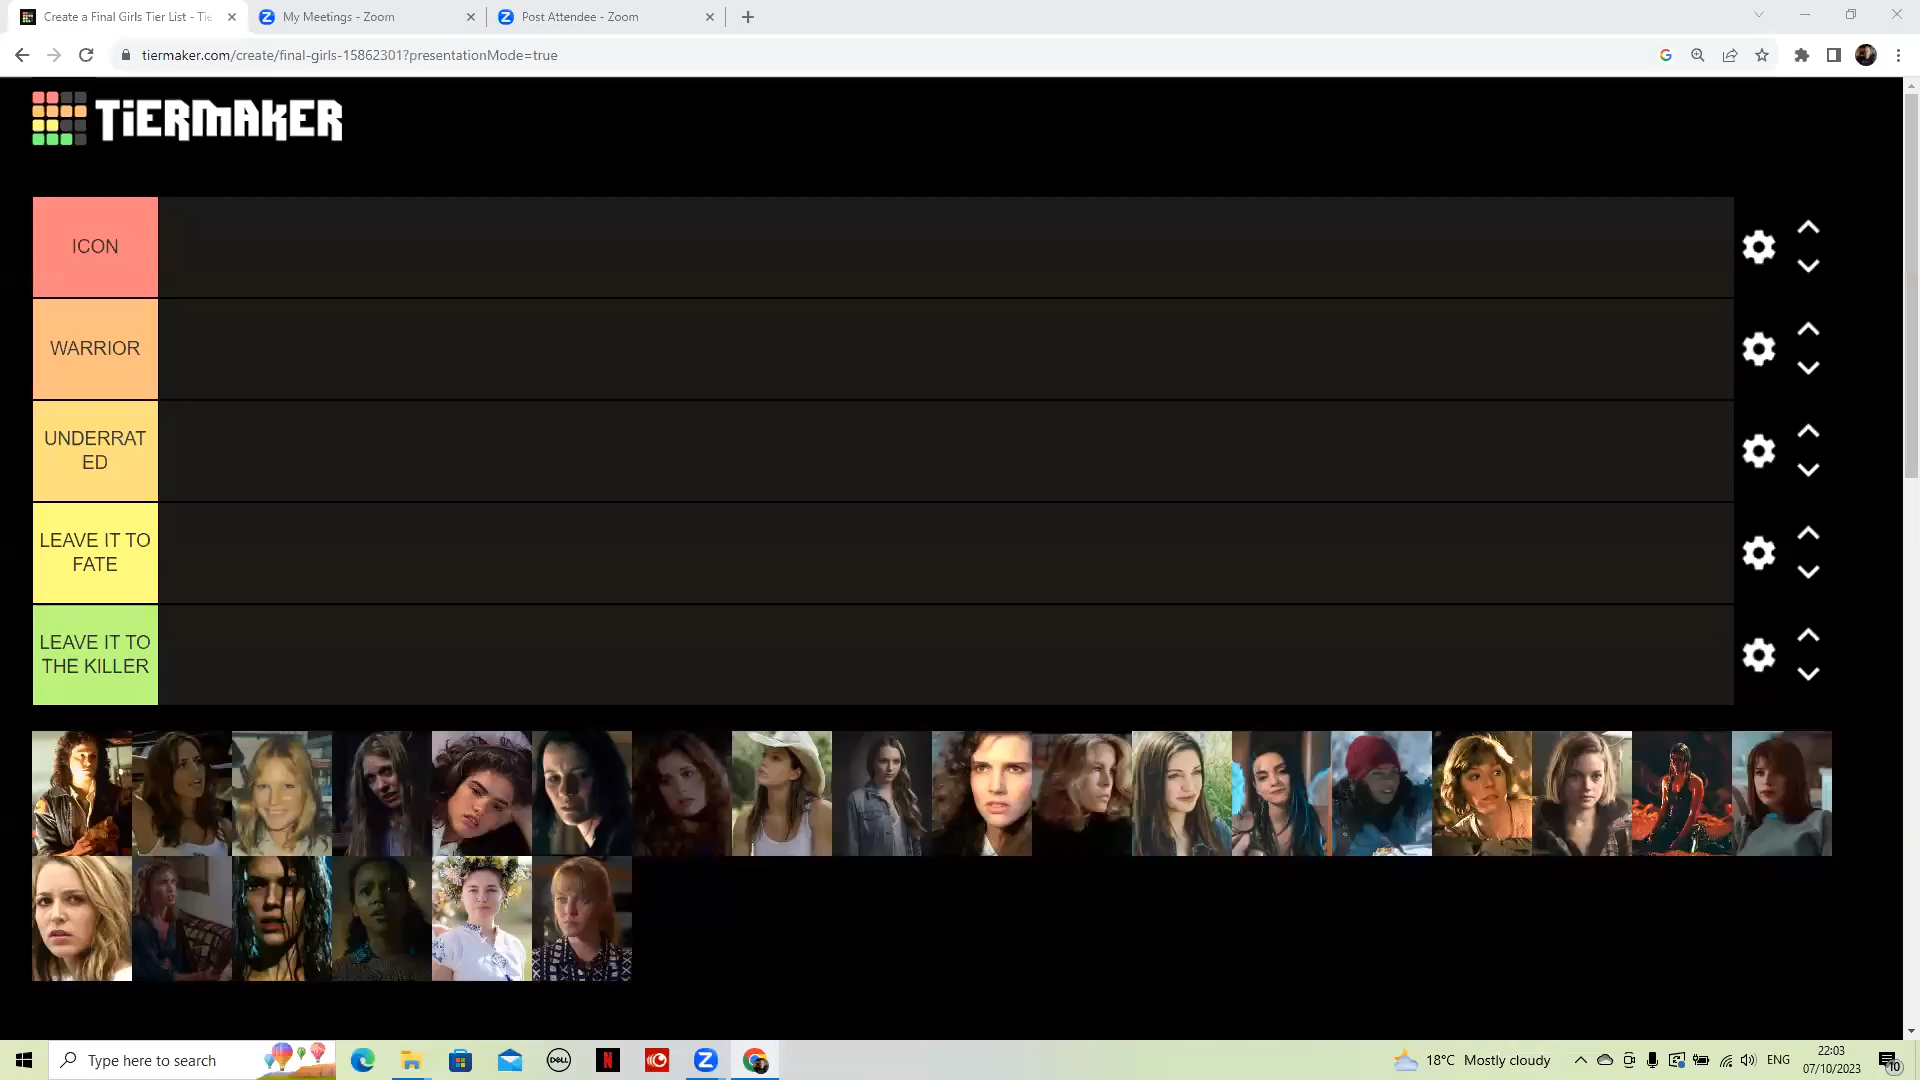 Create a Final Girls Tier List - Tie
My Meetings - Zoom
Post Attendee - Zoom
tiermaker.com/create/final-girls-15862301?presentationMode=true
TiERMAKER
ICON
WARRIOR
UNDERRAT
ED
LEAVE IT TO
FATE
LEAVE IT TO
THE KILLER
Type here to search
DELL
N
18°C Mostly cloudy
ENG
22:03
07/10/2023
10